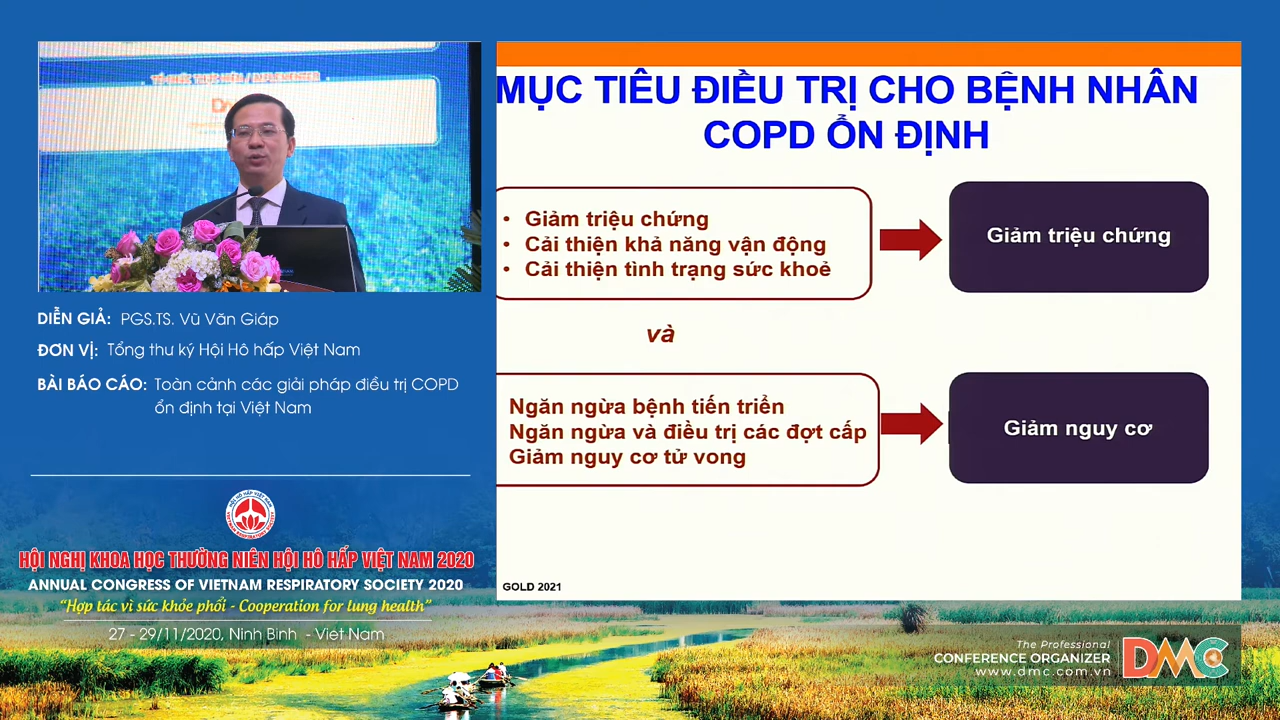 TỔ CHỨC THỰC HIỆN / IMPLEMENTER
MỤC TIÊU ĐIỀU TRỊ CHO BỆNH NHÂN
COPD ỔN ĐỊNH
• Giảm triệu chứng
• Cải thiện khả năng vận động
• Cải thiện tình trạng sức khoẻ
Giảm triệu chứng
và
Ngăn ngừa bệnh tiến triển
Ngăn ngừa và điều trị các đợt cấp
Giảm nguy cơ tử vong
Giảm nguy cơ
GOLD 2021
DIỄN GIẢ: PGS.TS. Vũ Văn Giáp
ĐƠN VỊ: Tổng thư ký Hội Hô hấp Việt Nam
BÀI BÁO CÁO: Toàn cảnh các giải pháp điều trị COPD
ổn định tại Việt Nam
HỘI NGHỊ KHOA HỌC THƯỜNG NIÊN HỘI HÔ HẤP VIỆT NAM 2020
ANNUAL CONGRESS OF VIETNAM RESPIRATORY SOCIETY 2020
“Hợp tác vì sức khỏe phổi - Cooperation for lung health”
27 - 29/11/2020, Ninh Bình - Việt Nam
The Professional
CONFERENCE ORGANIZER
www.dmc.com.vn
DMC